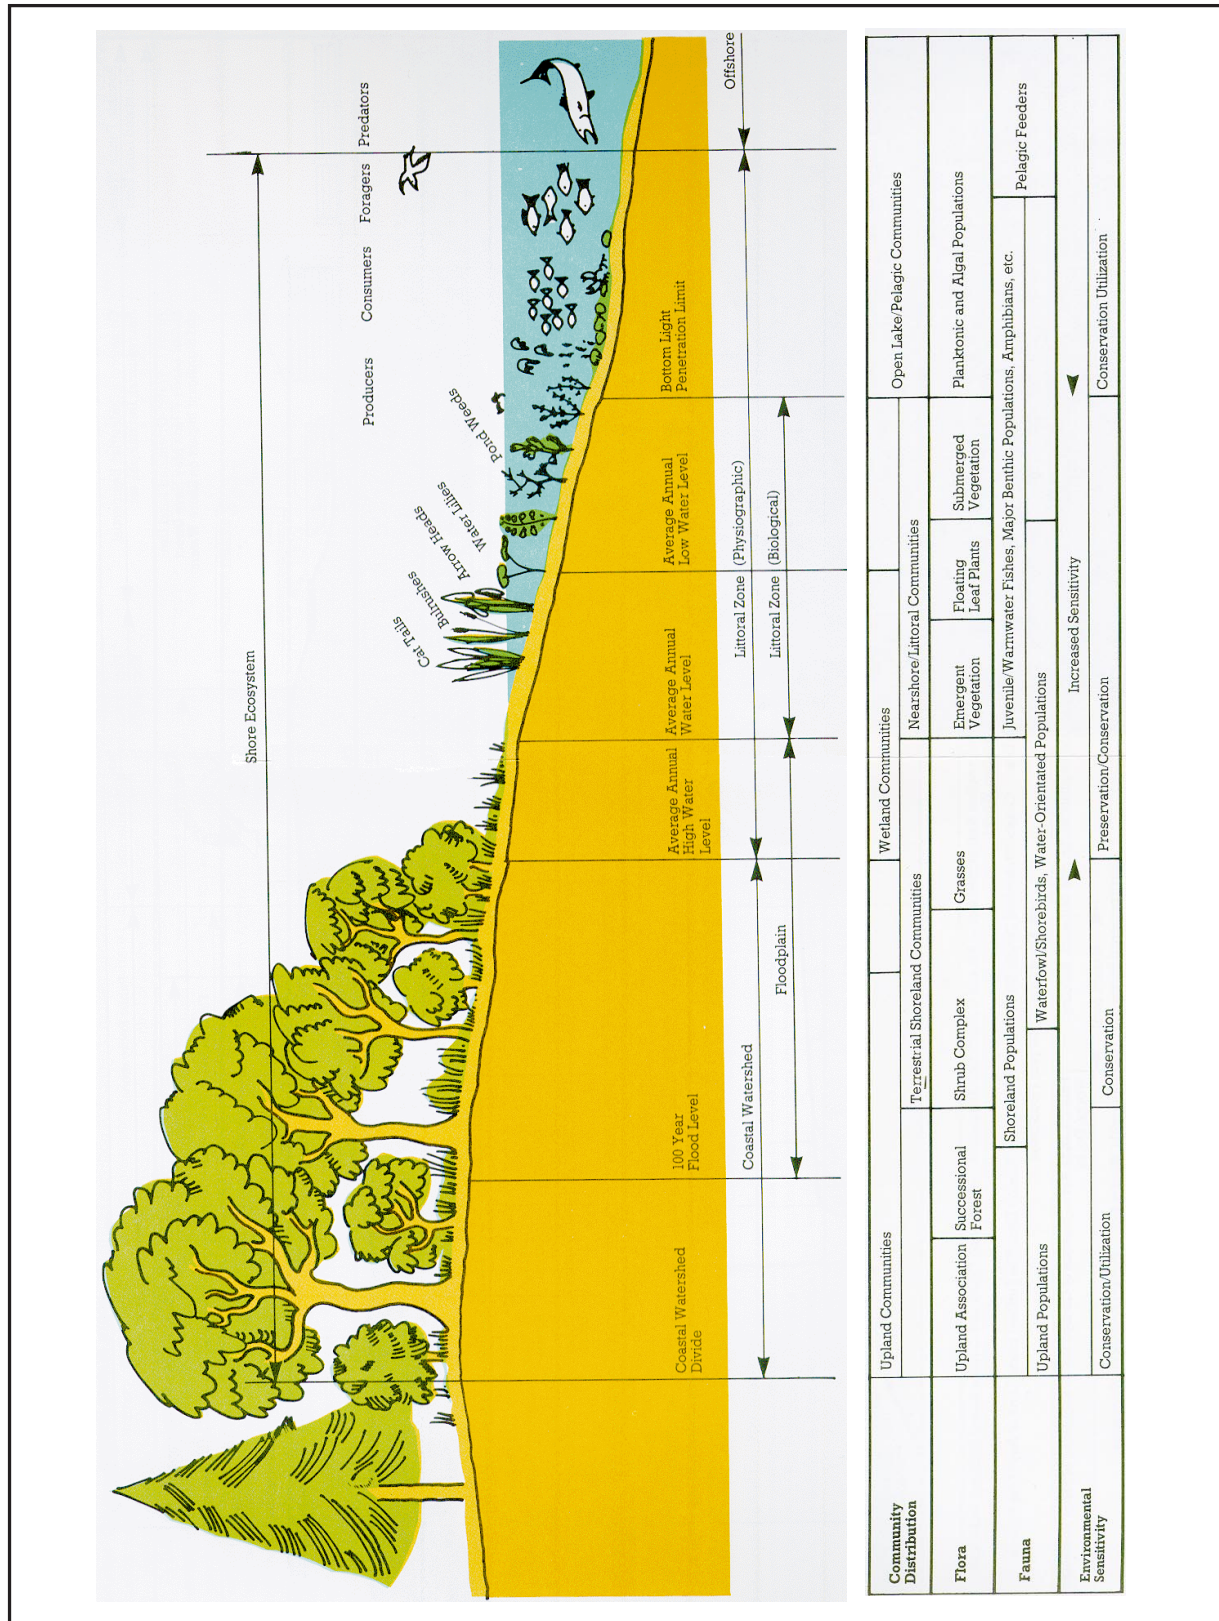 Shore Ecosystem
Producers
Consumers
Foragers
Predators
Cat Tails
Bulrushes
Arrow Heads
Water Lilies
Pond Weeds
Coastal Watershed
Divide
100 Year
Flood Level
Average Annual
High Water
Level
Average Annual
Water Level
Average Annual
Low Water Level
Bottom Light
Penetration Limit
Coastal Watershed
Littoral Zone (Physiographic)
Offshore
Floodplain
Littoral Zone (Biological)
Community
Distribution
Upland Communities
Wetland Communities
Open Lake/Pelagic Communities
Terrestrial Shoreland Communities
Nearshore/Littoral Communities
Flora
Upland Association
Successional
Forest
Shrub Complex
Grasses
Emergent
Vegetation
Floating
Leaf Plants
Submerged
Vegetation
Planktonic and Algal Populations
Fauna
Shoreland Populations
Juvenile/Warmwater Fishes, Major Benthic Populations, Amphibians, etc.
Pelagic Feeders
Upland Populations
Waterfowl/Shorebirds, Water-Orientated Populations
Environmental
Sensitivity
Increased Sensitivity
Conservation/Utilization
Conservation
Preservation/Conservation
Conservation Utilization